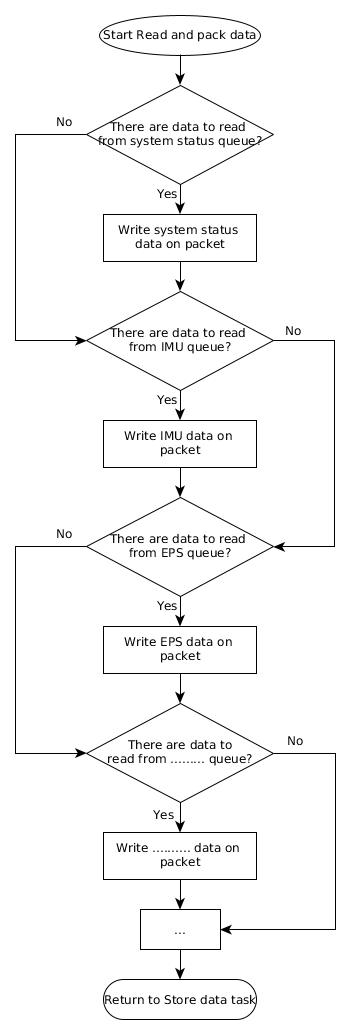 Start Read and pack data
No
There are data to read
from system status queue?
Yes
Write system status
data on packet
There are data to read
from IMU queue?
No
Yes
Write IMU data on
packet
No
There are data to read
from EPS queue?
Yes
Write EPS data on
packet
There are data to
read from ......... queue?
No
Yes
Write .......... data on
packet
...
Return to Store data task